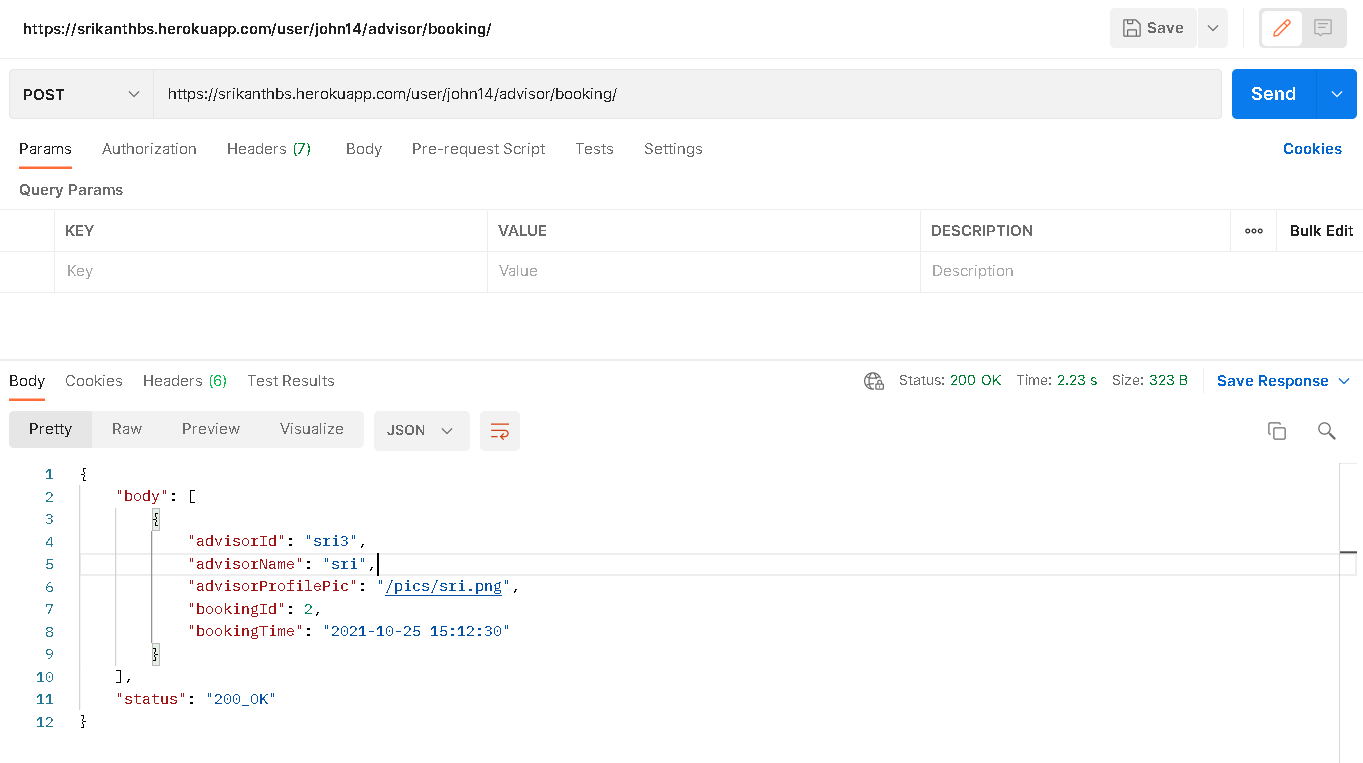 https://srikanthbs.herokuapp.com/user/john14/advisor/booking/
Save
POST
https://srikanthbs.herokuapp.com/user/john14/advisor/booking/
Send
Params Authorization Headers (7) Body Pre-request Script Tests Settings Cookies
Query Params
KEY VALUE DESCRIPTION Bulk Edit
Key Value Description
Body Cookies Headers (6) Test Results Status: 200 OK Time: 2.23 s Size: 323 B Save Response
Pretty Raw Preview Visualize JSON
1 {
2 "body": [
3 {
4 "advisorId": "sri3",
5 "advisorName": "sri",
6 "advisorProfilePic": "/pics/sri.png",
7 "bookingId": 2,
8 "bookingTime": "2021-10-25 15:12:30"
9 }
10 ],
11 "status": "200_OK"
12 }